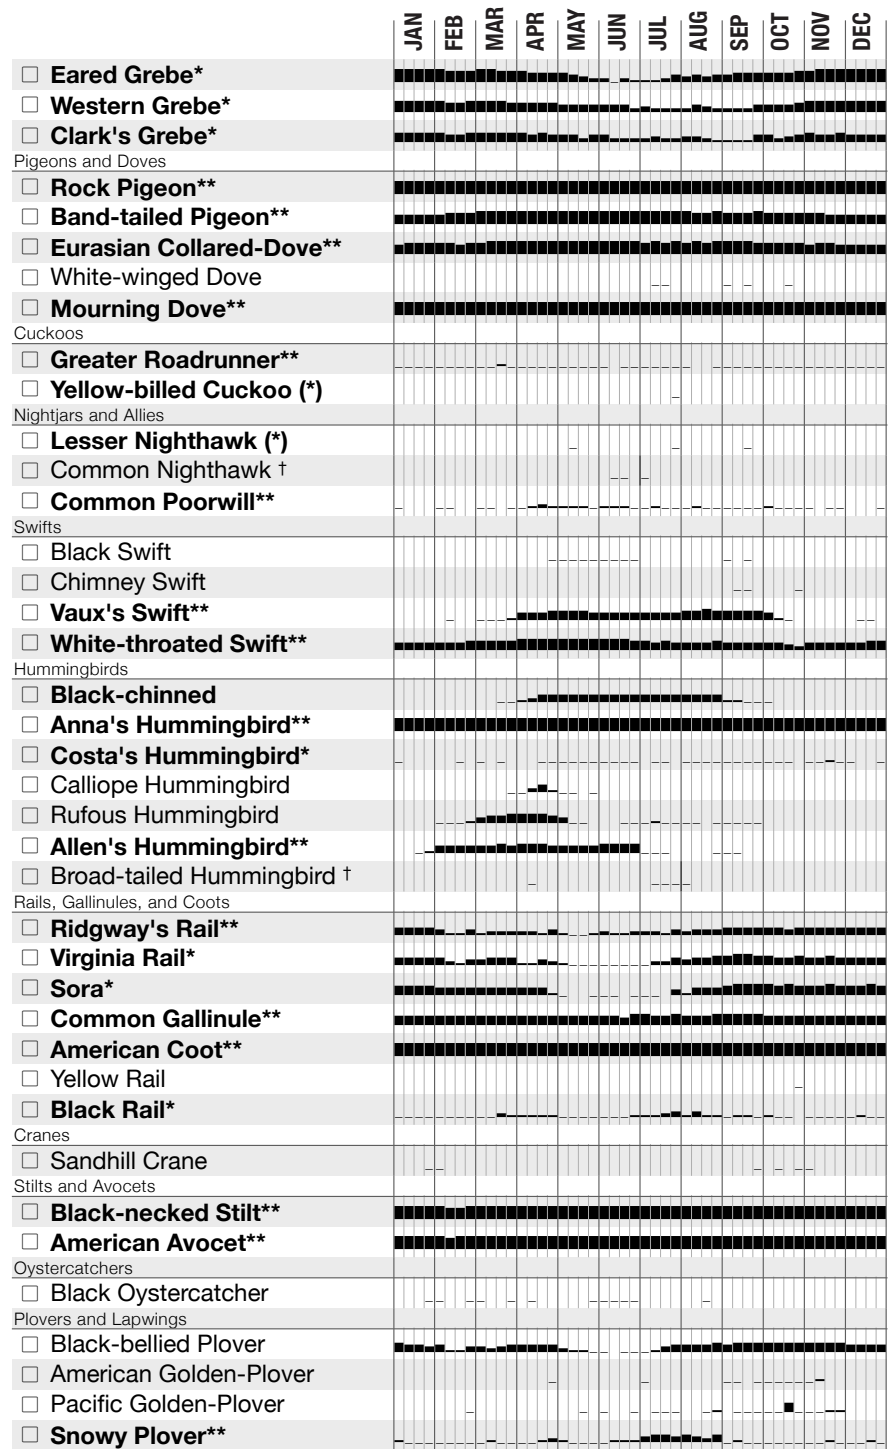 JAN FEB MAR APR MAY JUN JUL AUG SEP OCT NOV DEC
Eared Grebe*
Western Grebe*
Clark's Grebe*
Pigeons and Doves
Rock Pigeon**
Band-tailed Pigeon**
Eurasian Collared-Dove**
White-winged Dove
Mourning Dove**
Cuckoos
Greater Roadrunner**
Yellow-billed Cuckoo (*)
Nightjars and Allies
Lesser Nighthawk (*)
Common Nighthawk †
Common Poorwill**
Swifts
Black Swift
Chimney Swift
Vaux's Swift**
White-throated Swift**
Hummingbirds
Black-chinned
Anna's Hummingbird**
Costa's Hummingbird*
Calliope Hummingbird
Rufous Hummingbird
Allen's Hummingbird**
Broad-tailed Hummingbird †
Rails, Gallinules, and Coots
Ridgway's Rail**
Virginia Rail*
Sora*
Common Gallinule**
American Coot**
Yellow Rail
Black Rail*
Cranes
Sandhill Crane
Stilts and Avocets
Black-necked Stilt**
American Avocet**
Oystercatchers
Black Oystercatcher
Plovers and Lapwings
Black-bellied Plover
American Golden-Plover
Pacific Golden-Plover
Snowy Plover**